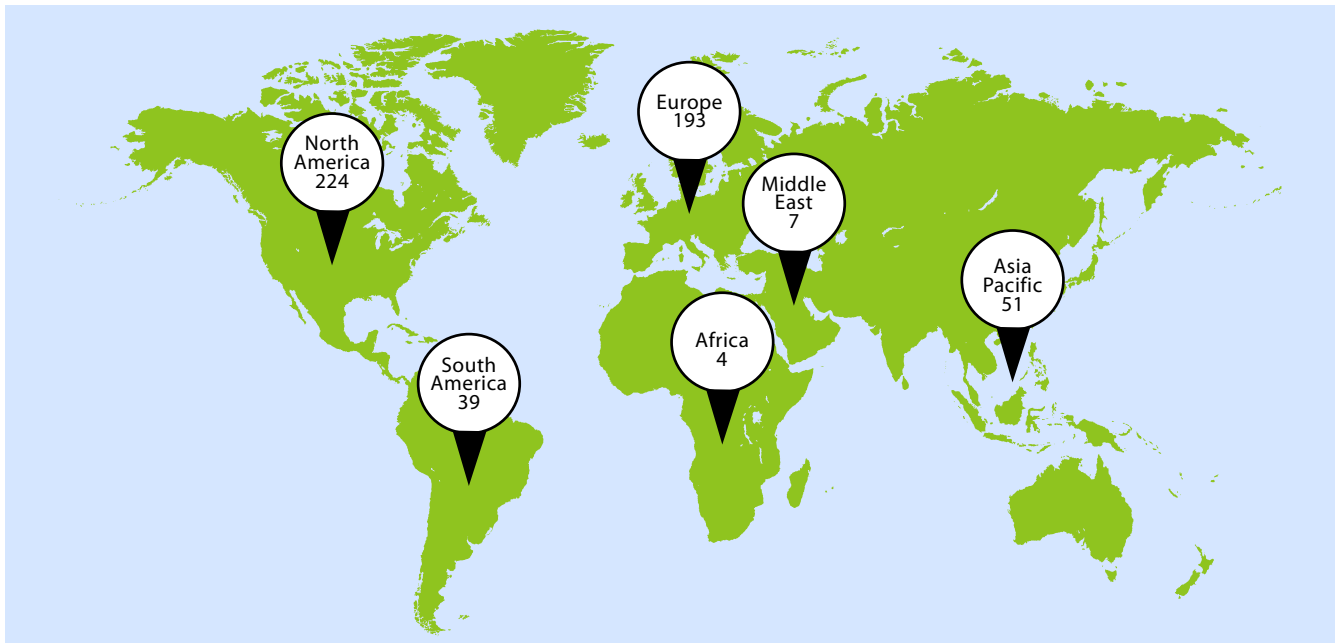 North
America
224
Europe
193
Middle
East
7
Asia
Pacific
51
Africa
4
South
America
39